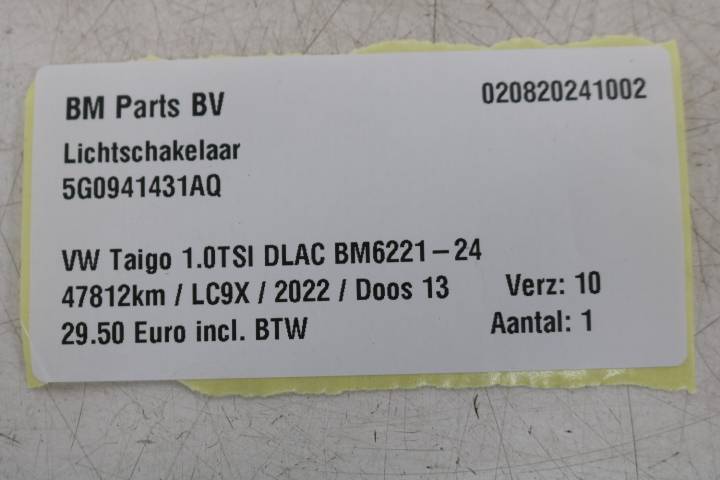 BM Parts BV 020820241002
Lichtschakelaar
5G0941431AQ
VW Taigo 1.0TSI DLAC BM6221-24
47812km / LC9X / 2022 / Doos 13 Verz: 10
29.50 Euro incl. BTW Aantal: 1